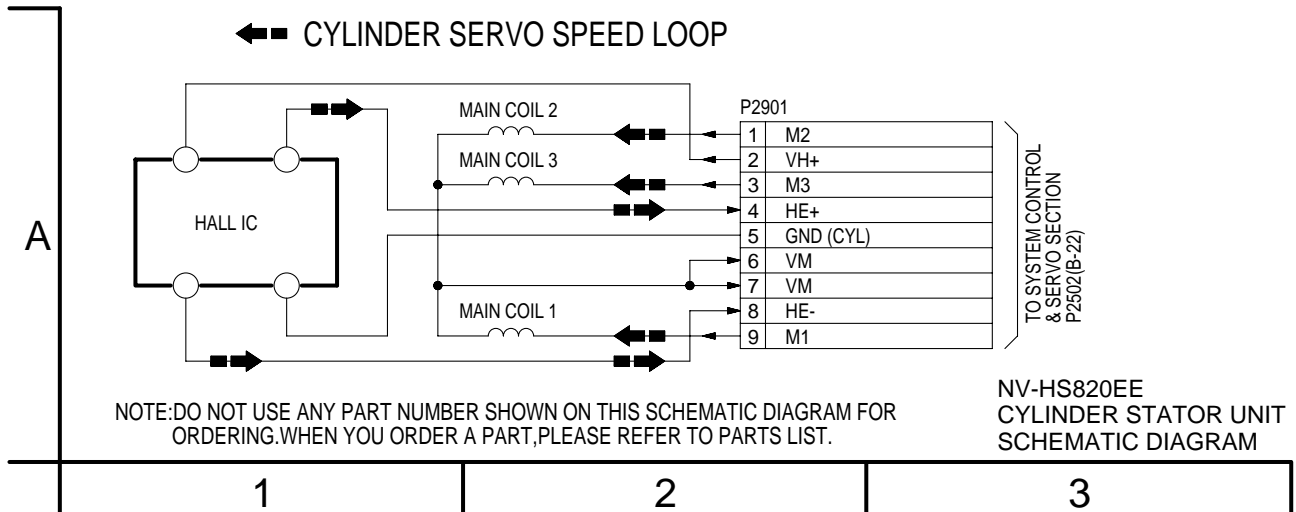 CYLINDER SERVO SPEED LOOP
P2901
MAIN COIL 2
MAIN COIL 3
MAIN COIL 1
HALL IC
1 M2
2 VH+
3 M3
4 HE+
5 GND (CYL)
6 VM
7 VM
8 HE-
9 M1
TO SYSTEM CONTROL
& SERVO SECTION
P2502(B-22)
A
NOTE:DO NOT USE ANY PART NUMBER SHOWN ON THIS SCHEMATIC DIAGRAM FOR
ORDERING.WHEN YOU ORDER A PART,PLEASE REFER TO PARTS LIST.
NV-HS820EE
CYLINDER STATOR UNIT
SCHEMATIC DIAGRAM
1 2 3